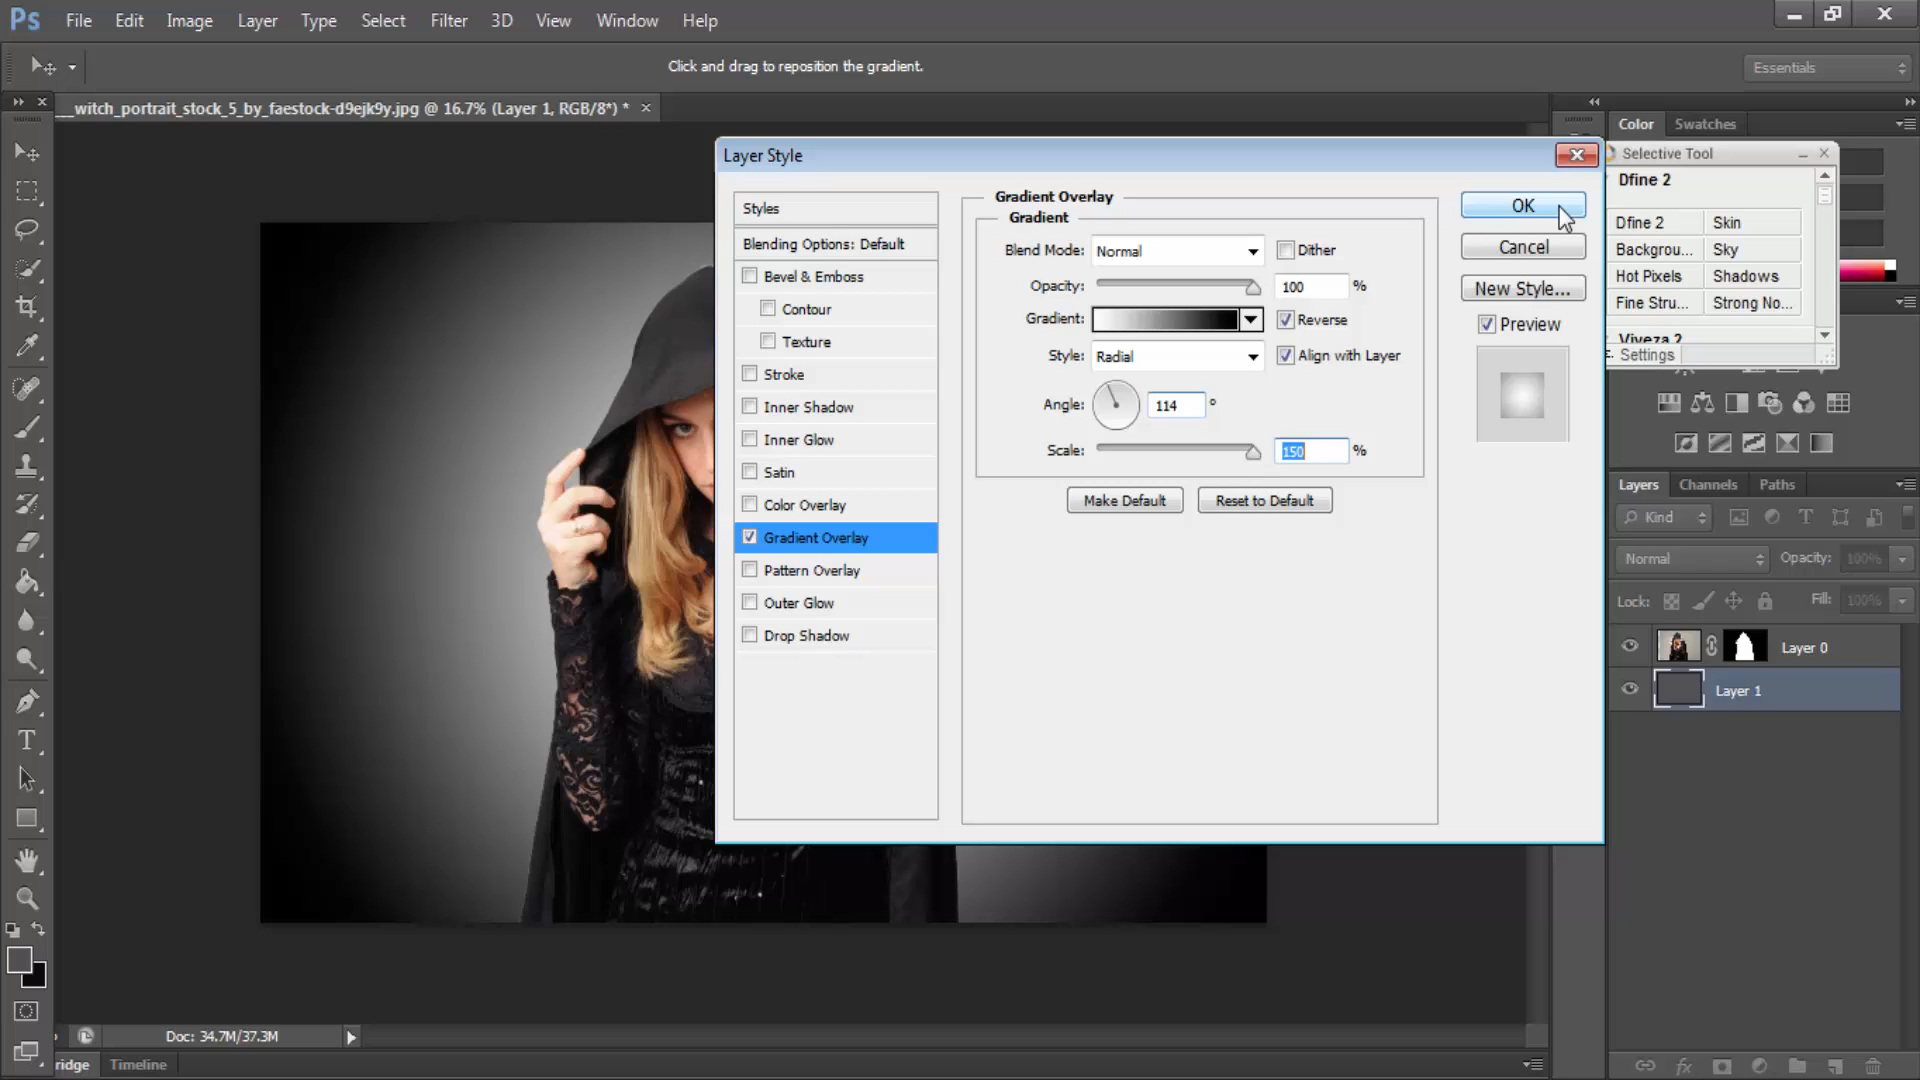 Ps File Edit Image Layer Type Select Filter 3D View Window Help
Click and drag to reposition the gradient.
Essentials
witch_portrait_stock_5_by_faestock-d9ejk9y.jpg @ 16.7% (Layer 1, RGB/8*) *
Color Swatches
Layer Style
Styles
Blending Options: Default
Bevel & Emboss
Contour
Texture
Stroke
Inner Shadow
Inner Glow
Satin
Color Overlay
Gradient Overlay
Pattern Overlay
Outer Glow
Drop Shadow
Gradient Overlay
Gradient
Blend Mode: Normal Dither
Opacity: 100 %
Gradient: Reverse
Style: Radial Align with Layer
Angle: 114 °
Scale: 150 %
Make Default Reset to Default
OK
Cancel
New Style...
Preview
Selective Tool
Dfine 2
Dfine 2 Skin
Backgrou... Sky
Hot Pixels Shadows
Fine Stru... Strong No...
Viveza 2
Settings
Layers Channels Paths
Kind
Normal Opacity: 100%
Lock: Fill: 100%
Layer 0
Layer 1
Doc: 34.7M/37.3M
ridge Timeline